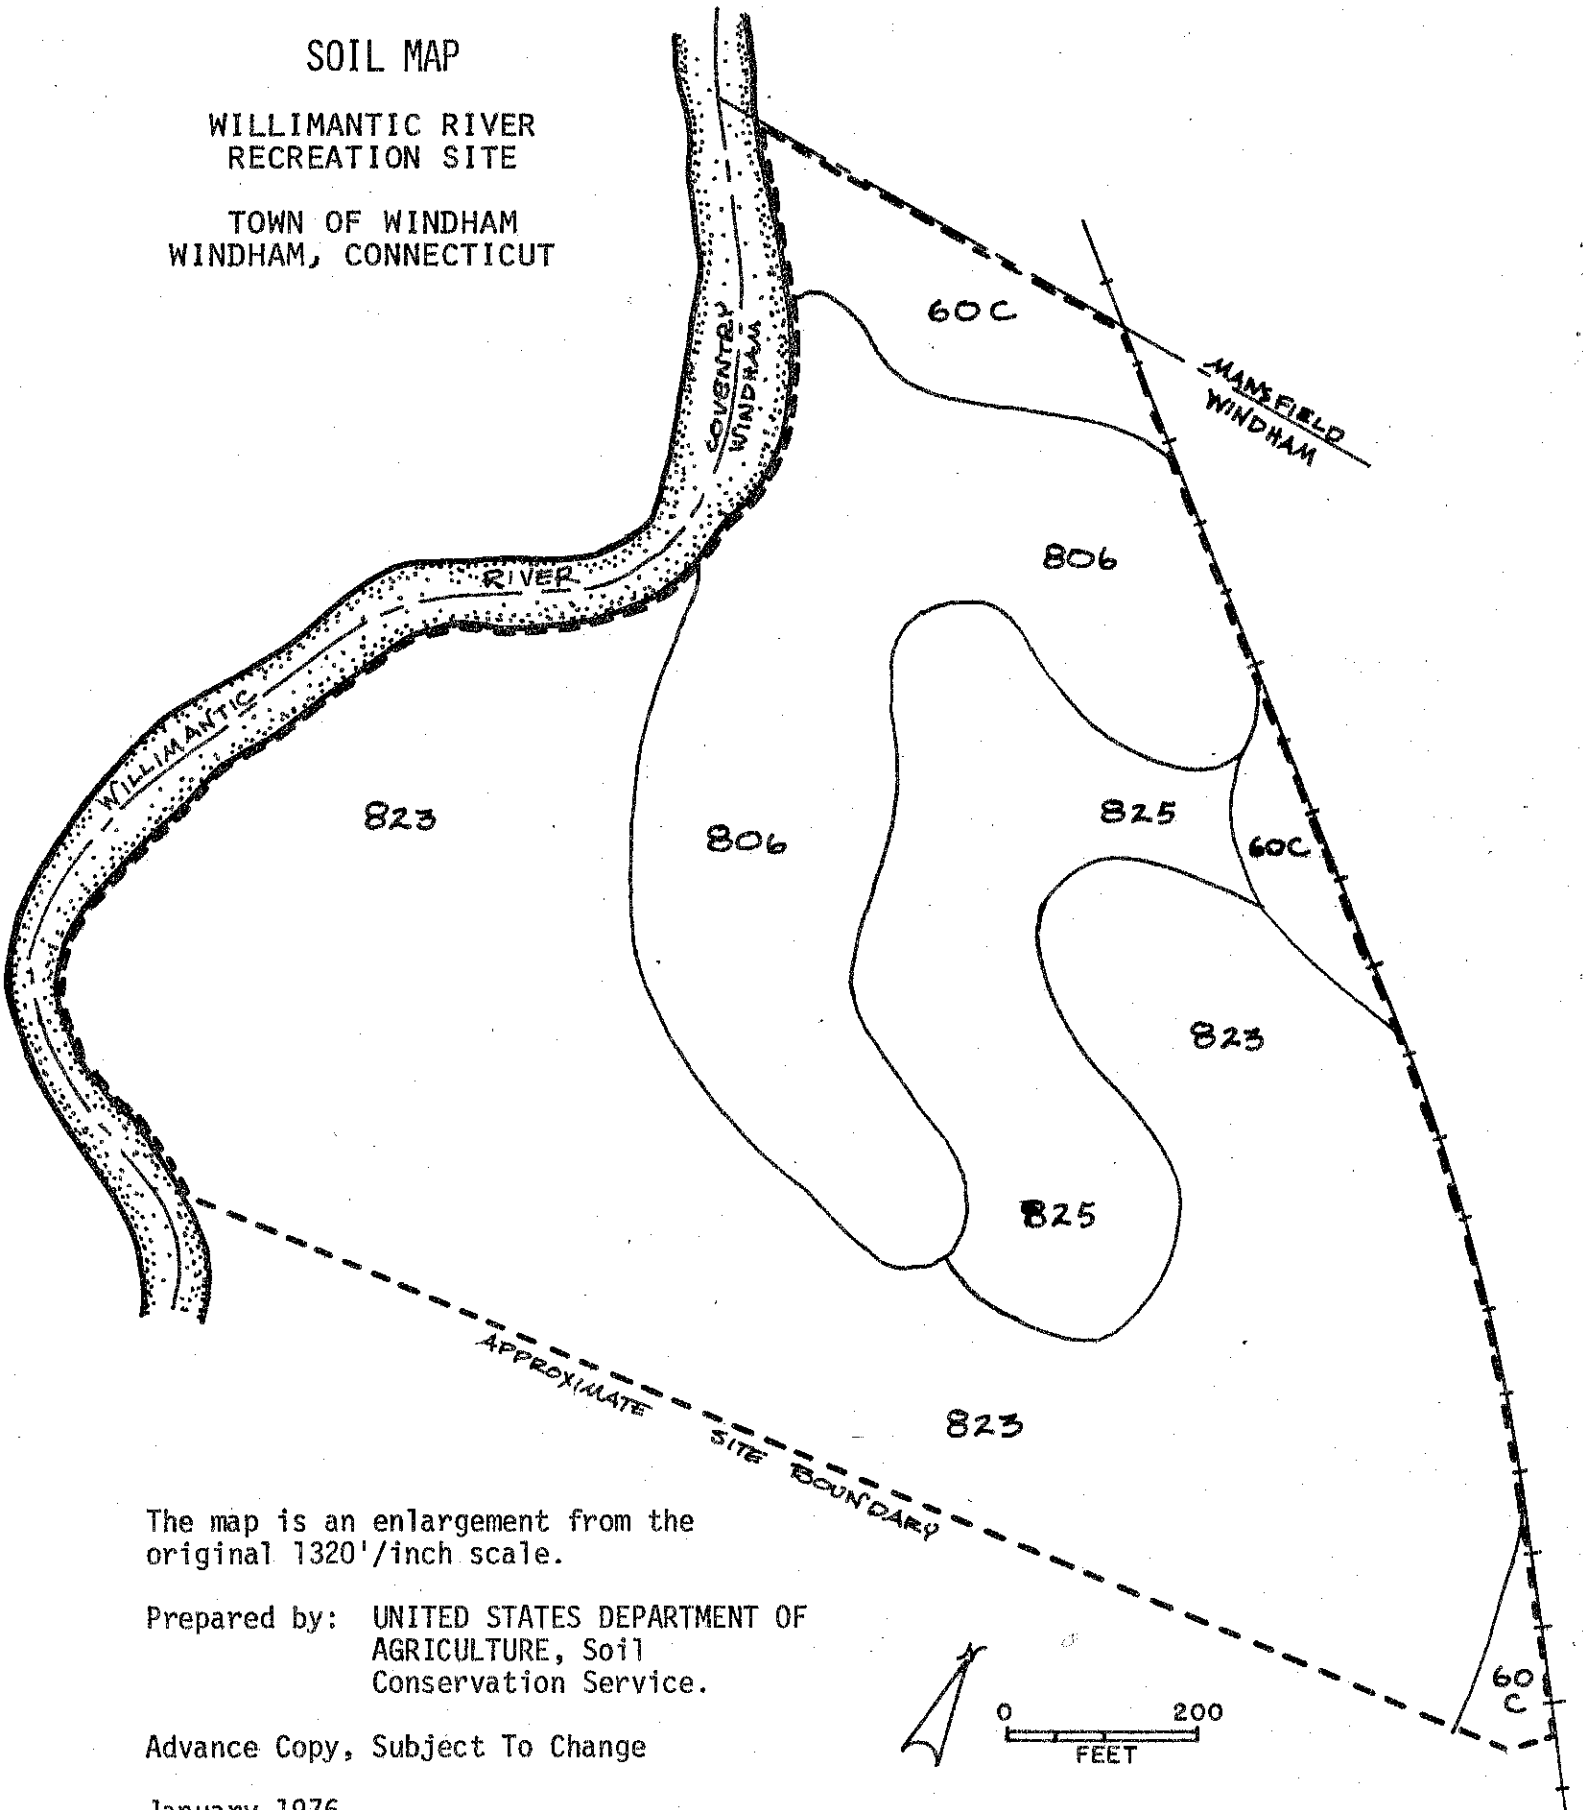 SOIL MAP
WILLIMANTIC RIVER
RECREATION SITE
TOWN OF WINDHAM
WINDHAM, CONNECTICUT
COVENTRY
WINDHAM
60C
MANSFIELD
WINDHAM
806
RIVER
WILLIMANTIC
823
806
825
60C
823
825
823
APPROXIMATE SITE BOUNDARY
The map is an enlargement from the
original 1320'/inch scale.
Prepared by: UNITED STATES DEPARTMENT OF
AGRICULTURE, Soil
Conservation Service.
60
C
0 200
FEET
Advance Copy, Subject To Change
January 1976